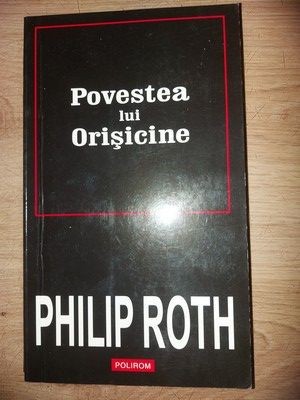 Povestea
lui
Orişicine
PHILIP ROTH
POLIROM